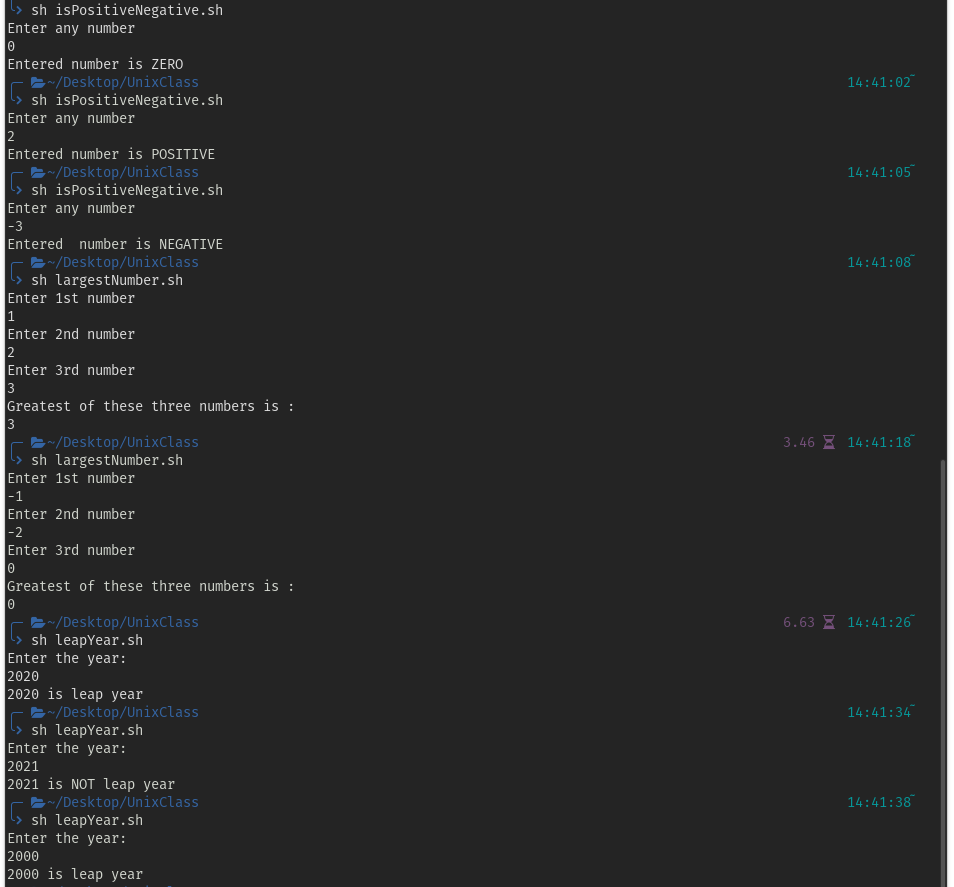 sh isPositiveNegative.sh
Enter any number
0
Entered number is ZERO
~/Desktop/UnixClass 14:41:02
sh isPositiveNegative.sh
Enter any number
2
Entered number is POSITIVE
~/Desktop/UnixClass 14:41:05
sh isPositiveNegative.sh
Enter any number
-3
Entered  number is NEGATIVE
~/Desktop/UnixClass 14:41:08
sh largestNumber.sh
Enter 1st number
1
Enter 2nd number
2
Enter 3rd number
3
Greatest of these three numbers is :
3
~/Desktop/UnixClass 3.46 14:41:18
sh largestNumber.sh
Enter 1st number
-1
Enter 2nd number
-2
Enter 3rd number
0
Greatest of these three numbers is :
0
~/Desktop/UnixClass 6.63 14:41:26
sh leapYear.sh
Enter the year:
2020
2020 is leap year
~/Desktop/UnixClass 14:41:34
sh leapYear.sh
Enter the year:
2021
2021 is NOT leap year
~/Desktop/UnixClass 14:41:38
sh leapYear.sh
Enter the year:
2000
2000 is leap year